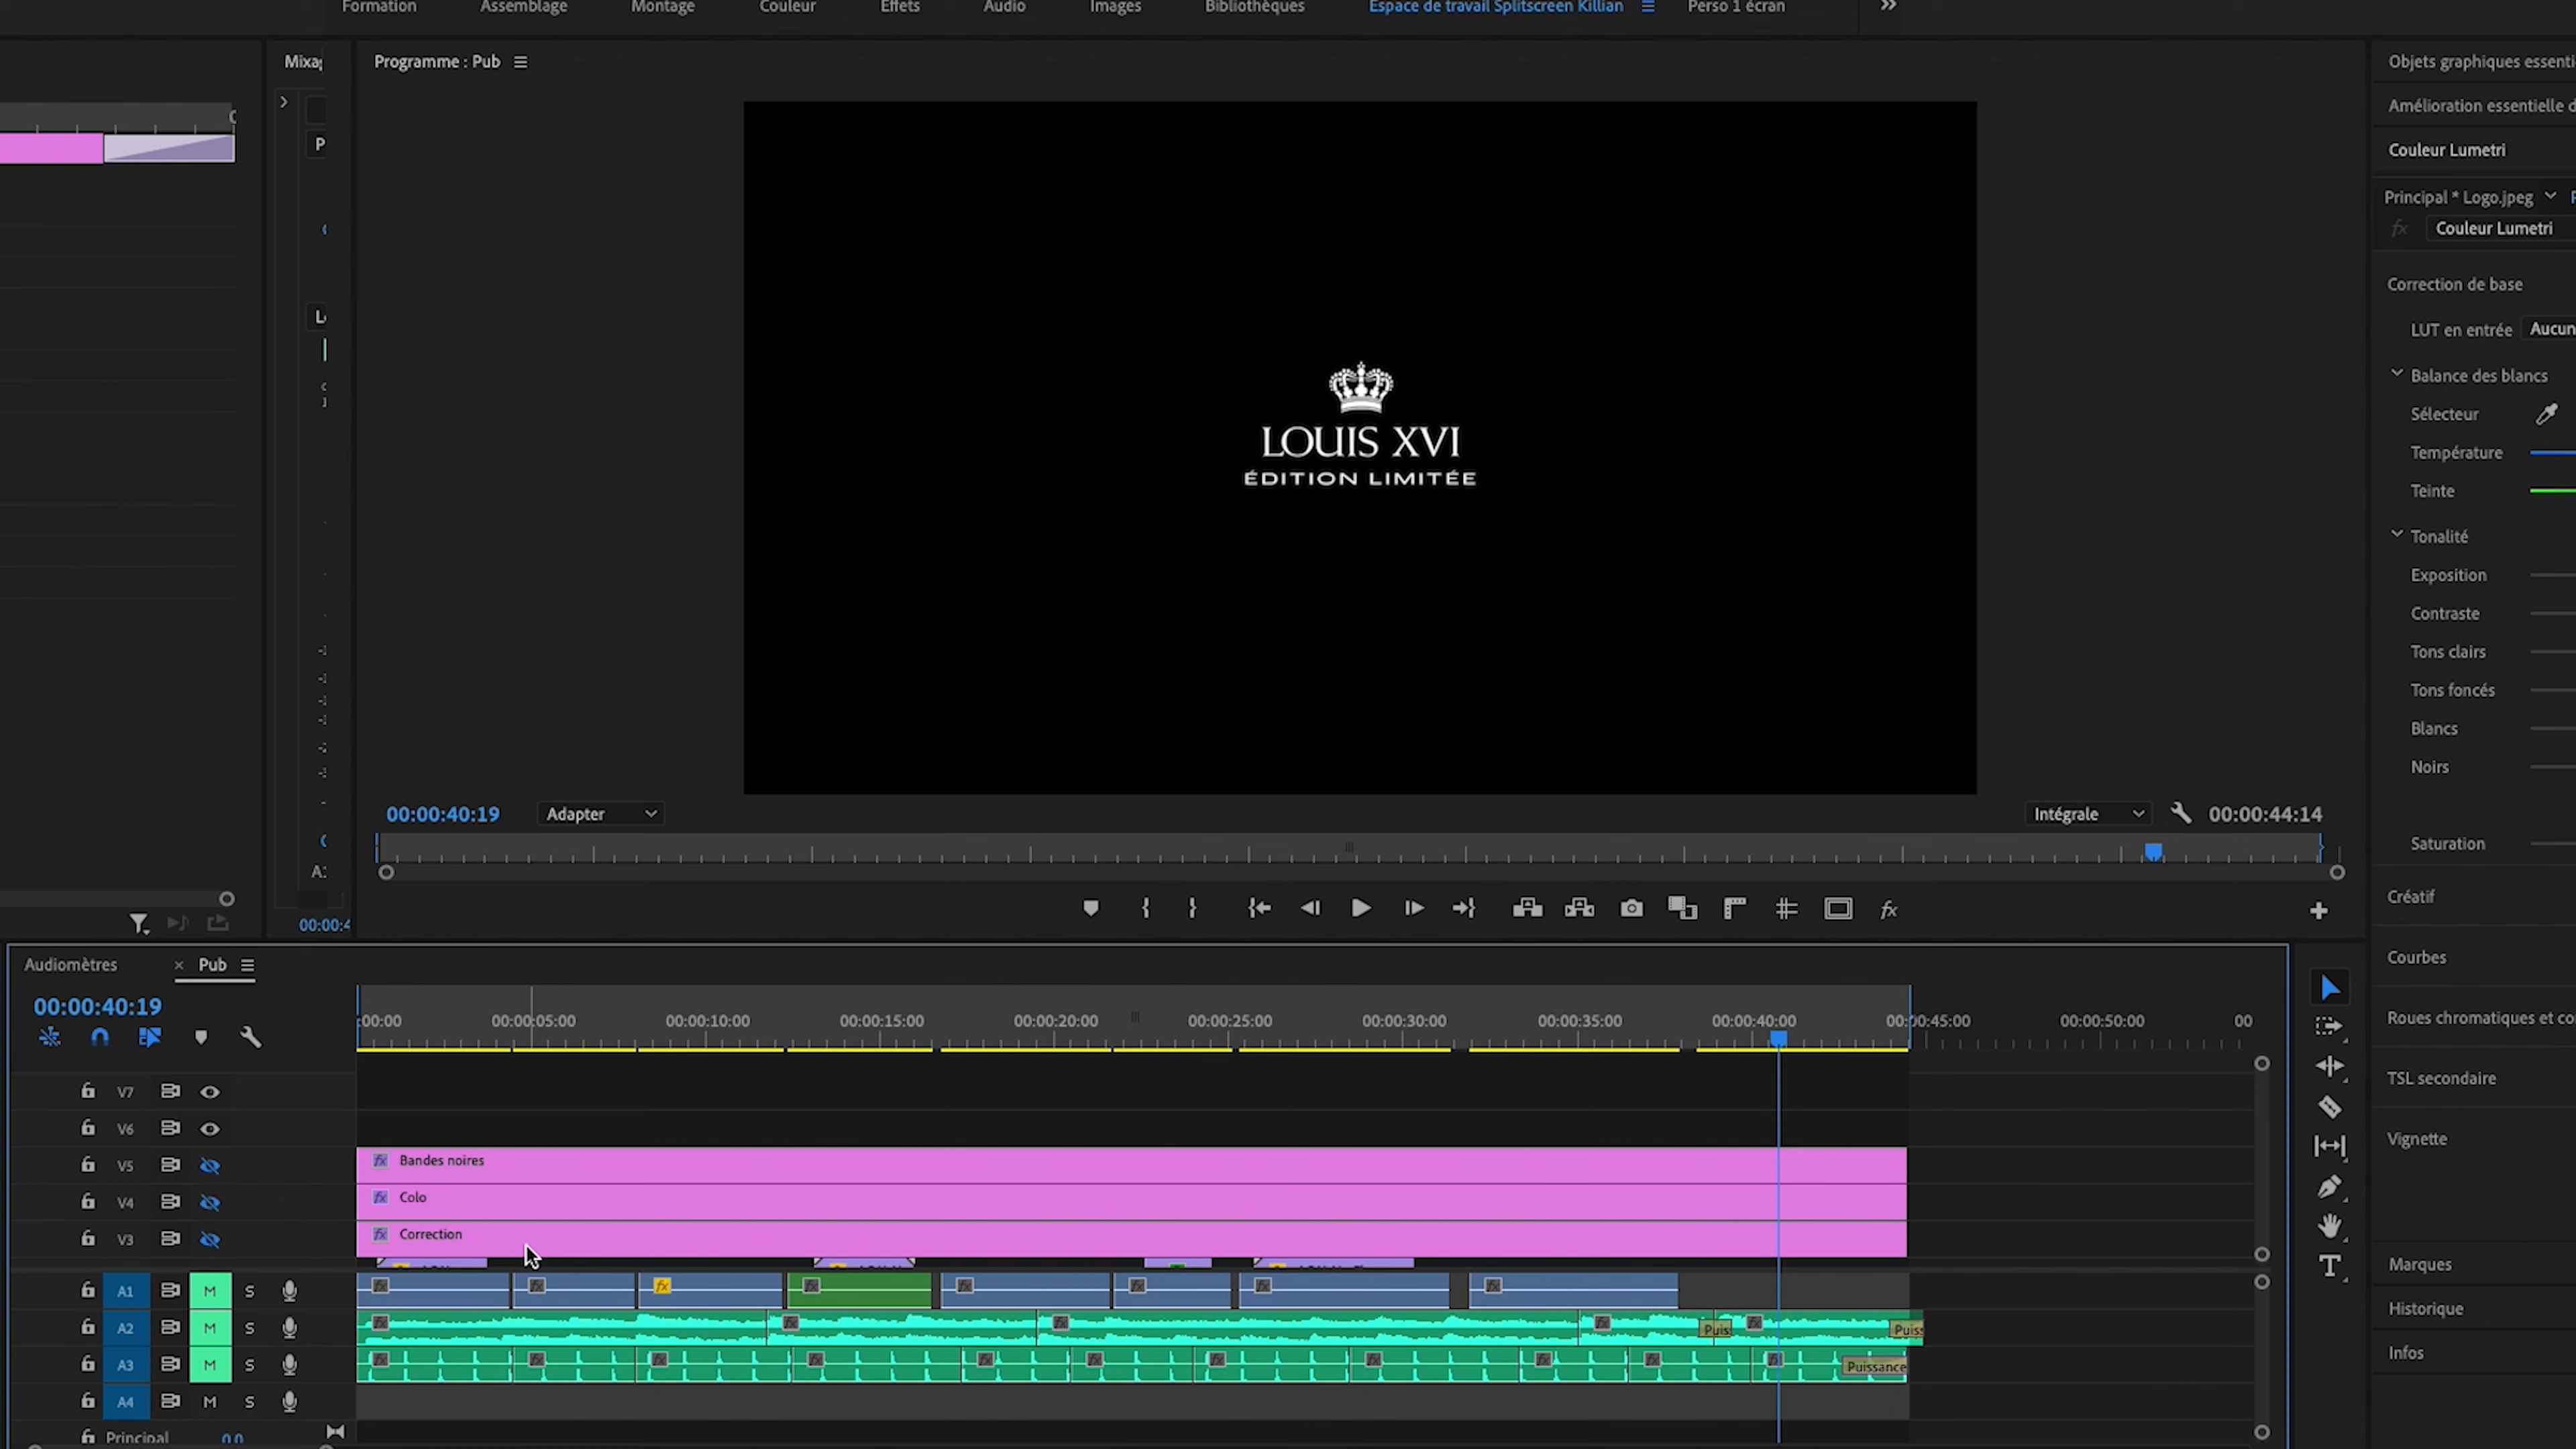 Formation Assemblage Montage Couleur Effets Audio Images Bibliothèques Espace de travail Splitscreen Killian Perso 1 écran
Programme : Pub
Objets graphiques
Amélioration essentielle
Couleur Lumetri
Principal * Logo.jpeg
Couleur Lumetri
Correction de base
LUT en entrée
Balance des blancs
Sélecteur
Température
Teinte
Tonalité
Exposition
Contraste
Tons clairs
Tons foncés
Blancs
Noirs
Saturation
Créatif
Courbes
Roues chromatiques et
TSL secondaire
Vignette
Marques
Historique
Infos
LOUIS XVI
ÉDITION LIMITÉE
00:00:40:19 Adapter Intégrale 00:00:44:14
Audiomètres Pub
00:00:40:19
:00:00 00:00:05:00 00:00:10:00 00:00:15:00 00:00:20:00 00:00:25:00 00:00:30:00 00:00:35:00 00:00:40:00 00:00:45:00 00:00:50:00 00
V7
V6
V5 Bandes noires
V4 Colo
V3 Correction
A1 M S
A2 M S
A3 M S Puissance
A4 M S
Principal 0,0